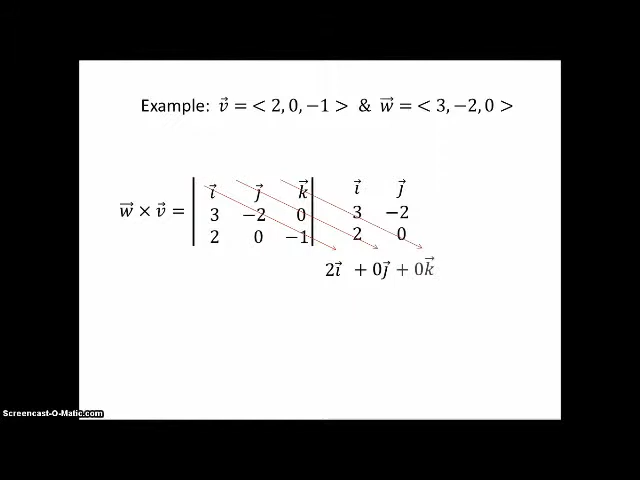 Example: v⃗ = < 2, 0, −1 > & w⃗ = < 3, −2, 0 >
i⃗ j⃗ k⃗ i⃗ j⃗
w⃗ × v⃗ = | 3 −2 0 | 3 −2
2 0 −1 2 0
2i⃗ + 0j⃗ + 0k⃗
Screencast-O-Matic.com